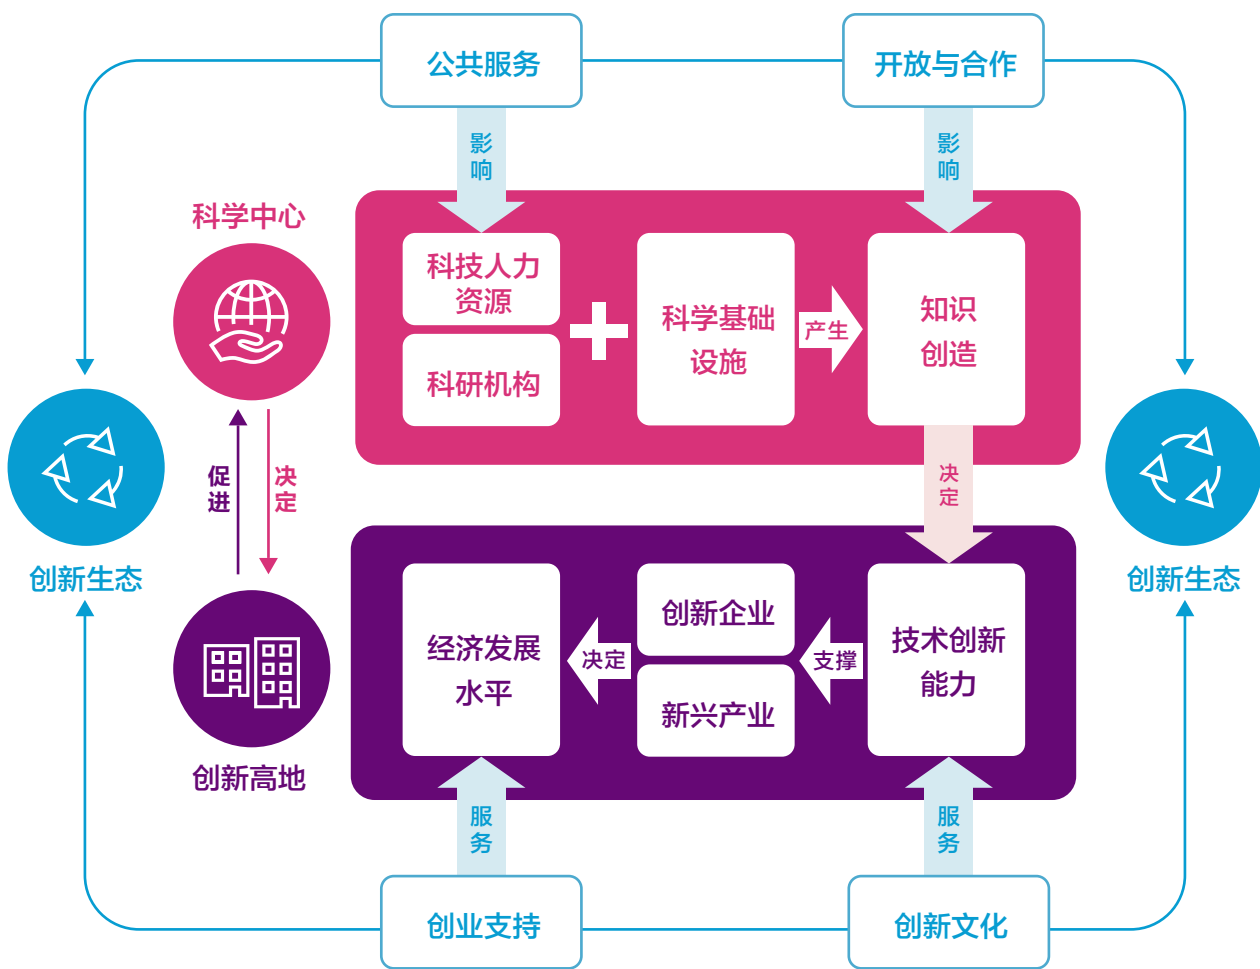 公共服务
开放与合作
影
响
影
响
科学中心
科技人力
资源
科研机构
科学基础
设施
产生
知识
创造
促
进
决
定
决
定
创新生态
创新生态
经济发展
水平
决定
创新企业
新兴产业
支撑
技术创新
能力
创新高地
服
务
服
务
创业支持
创新文化